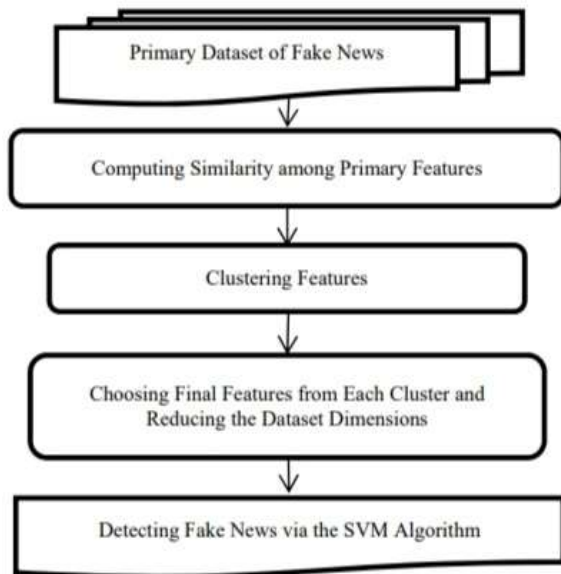 Primary Dataset of Fake News
Computing Similarity among Primary Features
Clustering Features
Choosing Final Features from Each Cluster and
Reducing the Dataset Dimensions
Detecting Fake News via the SVM Algorithm